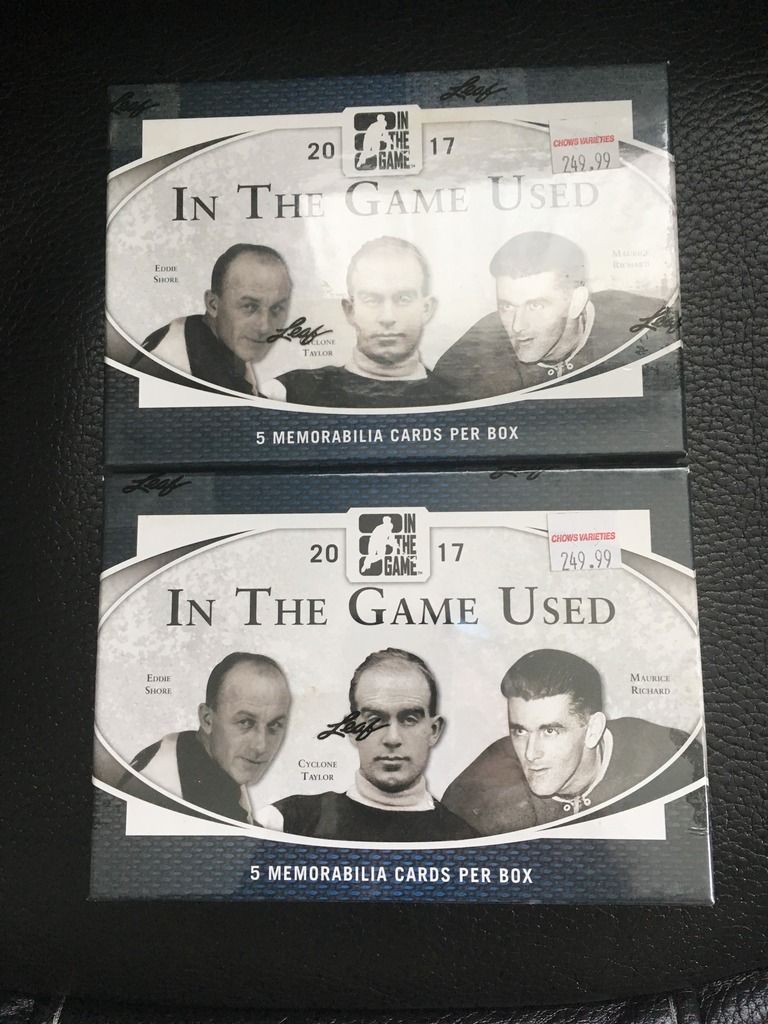 Leaf
Leaf
20 IN THE GAME 17
CHOWS VARIETIES
249.99
IN THE GAME USED
EDDIE
SHORE
MAURICE
RICHARD
Leaf
CYCLONE
TAYLOR
Leaf
5 MEMORABILIA CARDS PER BOX
Leaf
20 IN THE GAME 17
CHOWS VARIETIES
249.99
IN THE GAME USED
EDDIE
SHORE
MAURICE
RICHARD
Leaf
CYCLONE
TAYLOR
5 MEMORABILIA CARDS PER BOX